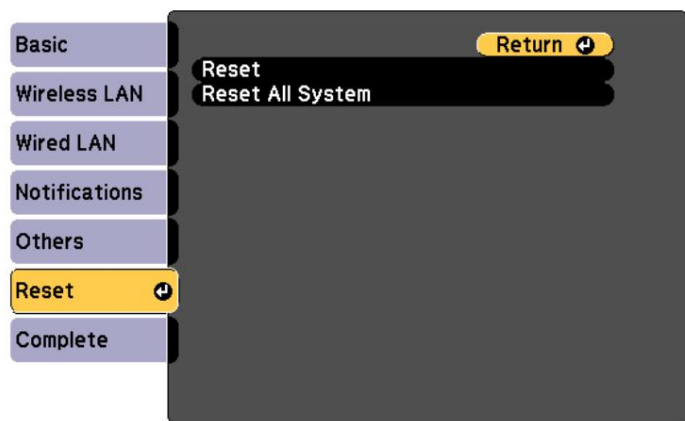 Basic
Wireless LAN
Wired LAN
Notifications
Others
Reset
Complete
Return
Reset
Reset All System